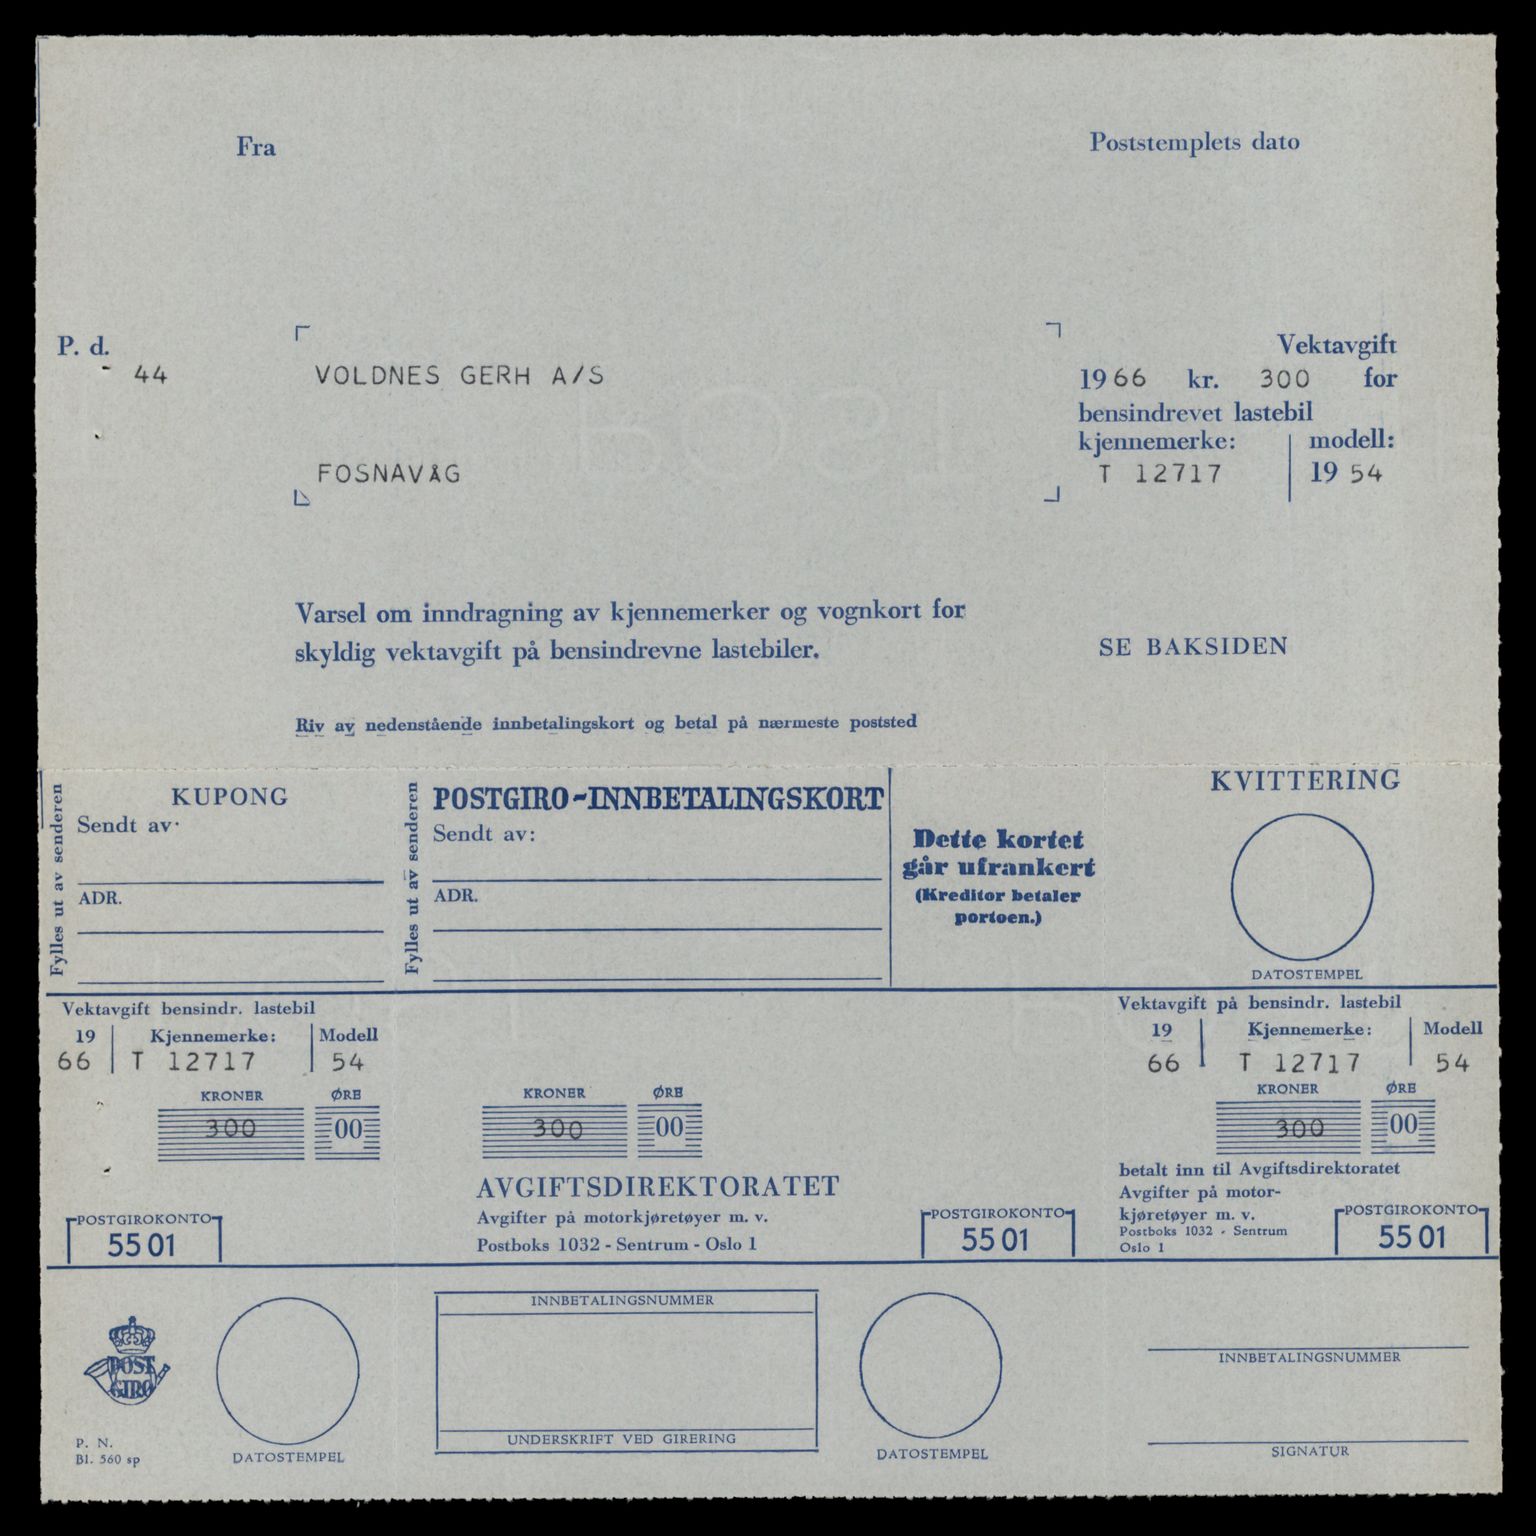 Fra
Poststemplets dato
P. d.
44
VOLDNES GERH A/S
FOSNAVÅG
Vektavgift
1966 kr. 300 for
bensindrevet lastebil
kjennemerke: modell:
T 12717 1954
Varsel om inndragning av kjennemerker og vognkort for
skyldig vektavgift på bensindrevne lastebiler.
SE BAKSIDEN
Riv av nedenstående innbetalingskort og betal på nærmeste poststed
Fylles ut av senderen
KUPONG
Sendt av:
ADR.
Fylles ut av senderen
POSTGIRO-INNBETALINGSKORT
Sendt av:
ADR.
Dette kortet
går ufrankert
(Kreditor betaler
portoen.)
KVITTERING
DATOSTEMPEL
Vektavgift bensindr. lastebil
19 Kjennemerke: Modell
66 T 12717 54
KRONER ØRE
300 00
POSTGIROKONTO
55 01
KRONER ØRE
300 00
AVGIFTSDIREKTORATET
Avgifter på motorkjøretøyer m. v.
Postboks 1032 - Sentrum - Oslo 1
POSTGIROKONTO
55 01
Vektavgift på bensindr. lastebil
19 Kjennemerke: Modell
66 T 12717 54
KRONER ØRE
300 00
betalt inn til Avgiftsdirektoratet
Avgifter på motor-
kjøretøyer m. v.
Postboks 1032 - Sentrum
Oslo 1
POSTGIROKONTO
55 01
POST
GIRO
P. N.
Bl. 560 sp
DATOSTEMPEL
INNBETALINGSNUMMER
UNDERSKRIFT VED GIRERING
DATOSTEMPEL
INNBETALINGSNUMMER
SIGNATUR